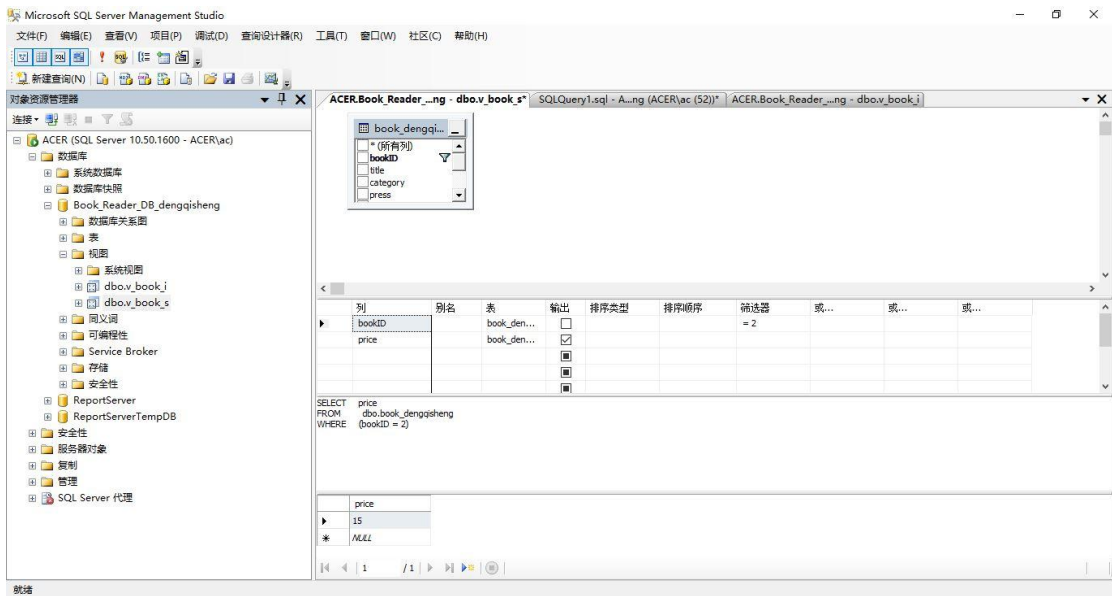 Microsoft SQL Server Management Studio
文件(F) 编辑(E) 查看(V) 项目(P) 调试(D) 查询设计器(R) 工具(T) 窗口(W) 社区(C) 帮助(H)
新建查询(N)
对象资源管理器
连接
ACER (SQL Server 10.50.1600 - ACER\ac)
数据库
系统数据库
数据库快照
Book_Reader_DB_dengqisheng
数据库关系图
表
视图
系统视图
dbo.v_book_i
dbo.v_book_s
同义词
可编程性
Service Broker
存储
安全性
ReportServer
ReportServerTempDB
安全性
服务器对象
复制
管理
SQL Server 代理
ACER.Book_Reader_...ng - dbo.v_book_s* SQLQuery1.sql - A...ng (ACER\ac (52))* ACER.Book_Reader_...ng - dbo.v_book_i
book_dengqi...
* (所有列)
bookID
title
category
press
列 别名 表 输出 排序类型 排序顺序 筛选器 或... 或... 或...
bookID book_den... = 2
price book_den...
SELECT price
FROM dbo.book_dengqisheng
WHERE (bookID = 2)
price
15
NULL
1 / 1
就绪